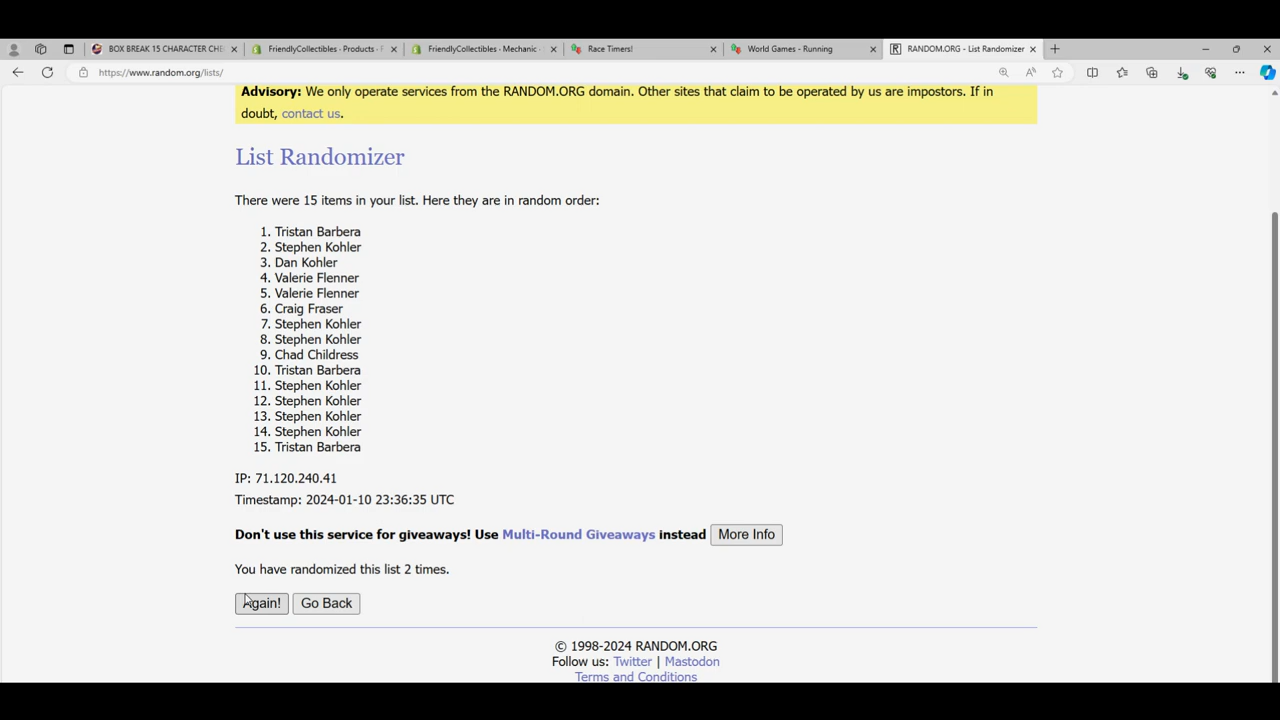 BOX BREAK 15 CHARACTER CHE
FriendlyCollectibles - Products - F
FriendlyCollectibles - Mechanic -
Race Timers!
World Games - Running
RANDOM.ORG - List Randomizer
https://www.random.org/lists/
Advisory: We only operate services from the RANDOM.ORG domain. Other sites that claim to be operated by us are impostors. If in
doubt, contact us.
List Randomizer
There were 15 items in your list. Here they are in random order:
1. Tristan Barbera
2. Stephen Kohler
3. Dan Kohler
4. Valerie Flenner
5. Valerie Flenner
6. Craig Fraser
7. Stephen Kohler
8. Stephen Kohler
9. Chad Childress
10. Tristan Barbera
11. Stephen Kohler
12. Stephen Kohler
13. Stephen Kohler
14. Stephen Kohler
15. Tristan Barbera
IP: 71.120.240.41
Timestamp: 2024-01-10 23:36:35 UTC
Don't use this service for giveaways! Use Multi-Round Giveaways instead More Info
You have randomized this list 2 times.
Again! Go Back
© 1998-2024 RANDOM.ORG
Follow us: Twitter | Mastodon
Terms and Conditions